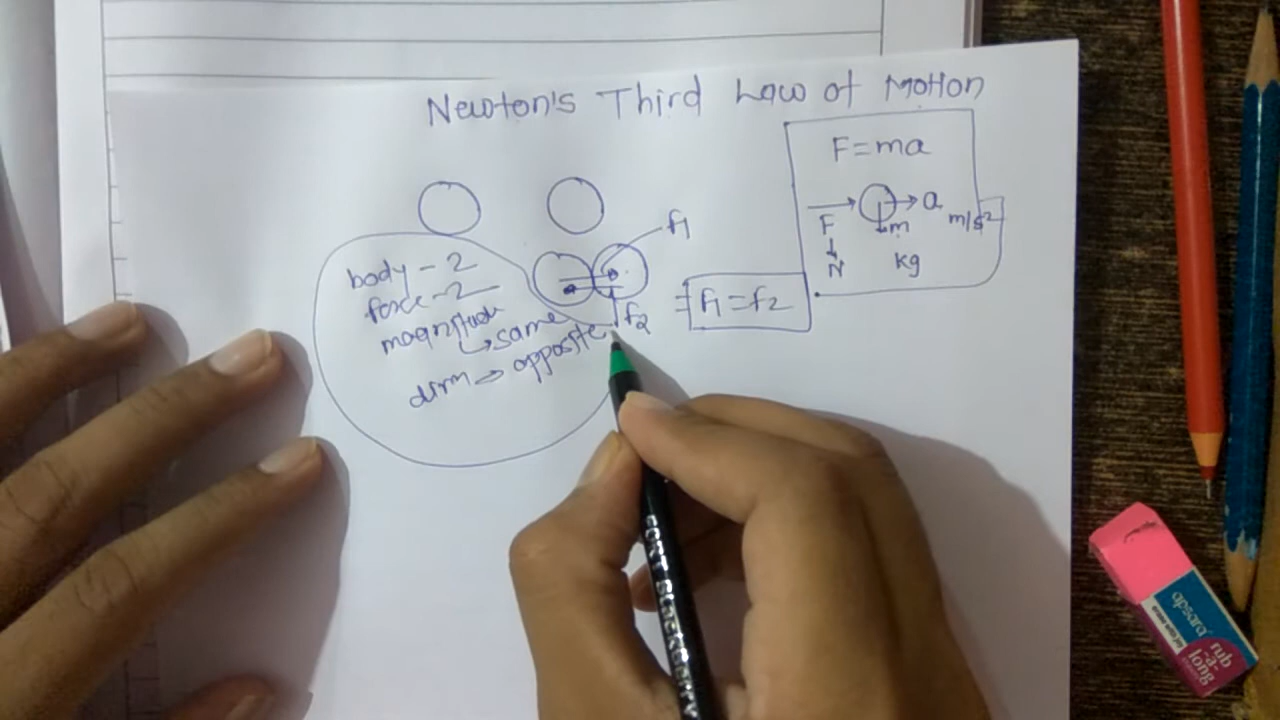 Newton's Third Law of Motion
F=ma
F
m
a
m/s²
N
kg
f1
body - 2
force - 2
magnitude
↳ same
dirn → opposite
f2
= f1 = f2
apsara
rub-a-long